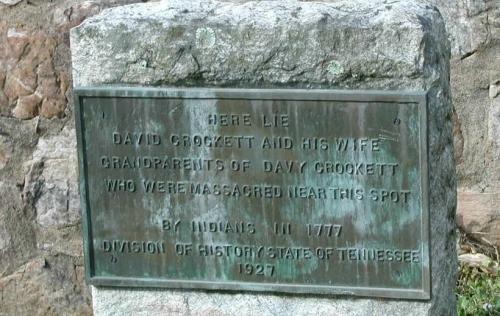 " HERE LIE "
DAVID CROCKETT AND HIS WIFE
GRANDPARENTS OF DAVY CROCKETT
WHO WERE MASSACRED NEAR THIS SPOT
BY INDIANS IN 1777
DIVISION OF HISTORY STATE OF TENNESSEE
" 1927 "